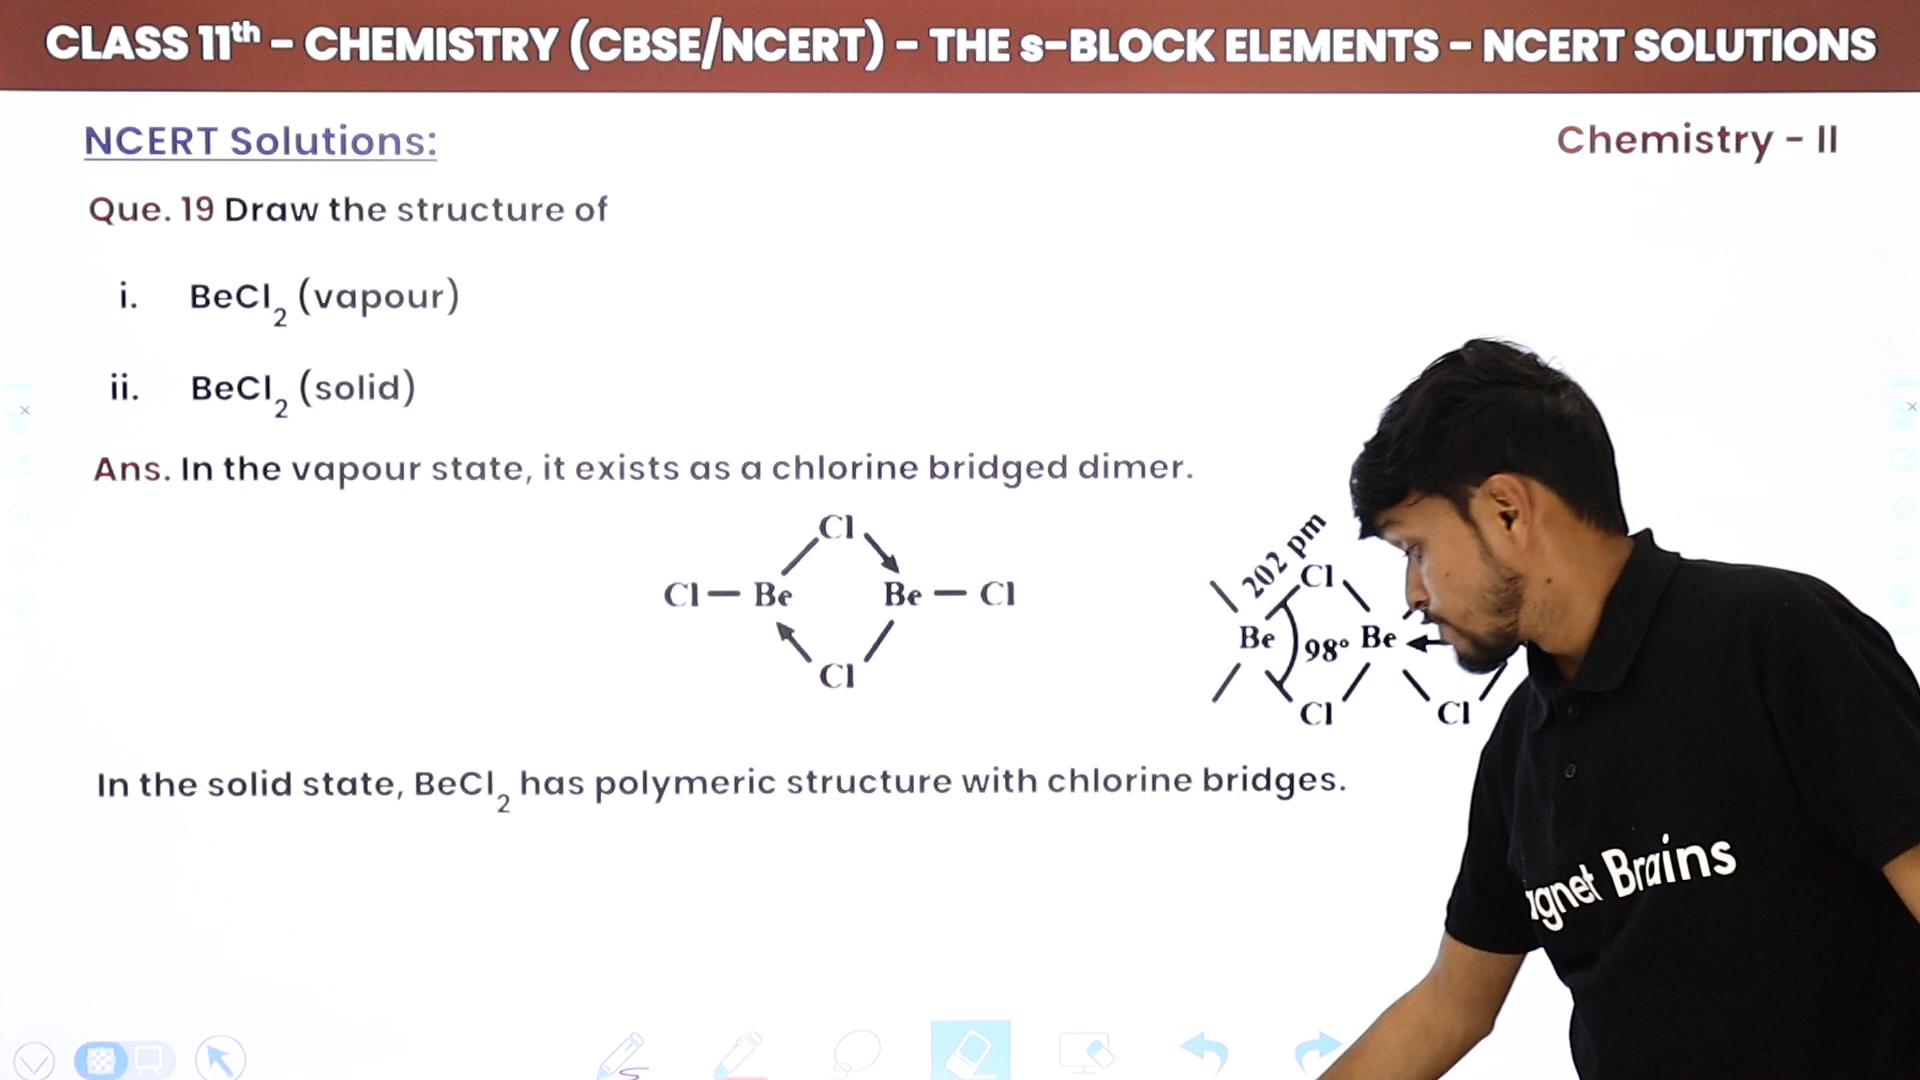 CLASS 11th - CHEMISTRY (CBSE/NCERT) - THE s-BLOCK ELEMENTS - NCERT SOLUTIONS
NCERT Solutions:
Chemistry - II
Que. 19 Draw the structure of
i. BeCl2 (vapour)
ii. BeCl2 (solid)
Ans. In the vapour state, it exists as a chlorine bridged dimer.
Cl
Cl — Be Be — Cl
Cl
202 pm
Cl
Be 98° Be
Cl Cl
In the solid state, BeCl2 has polymeric structure with chlorine bridges.
Brains